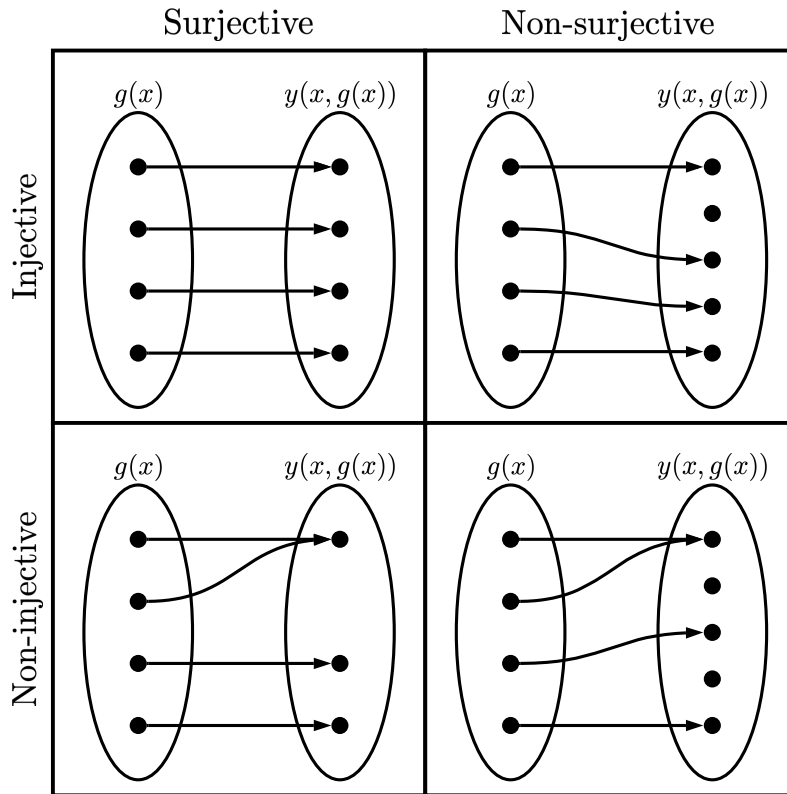 Surjective
Non-surjective
Injective
g(x)
y(x, g(x))
g(x)
y(x, g(x))
Non-injective
g(x)
y(x, g(x))
g(x)
y(x, g(x))